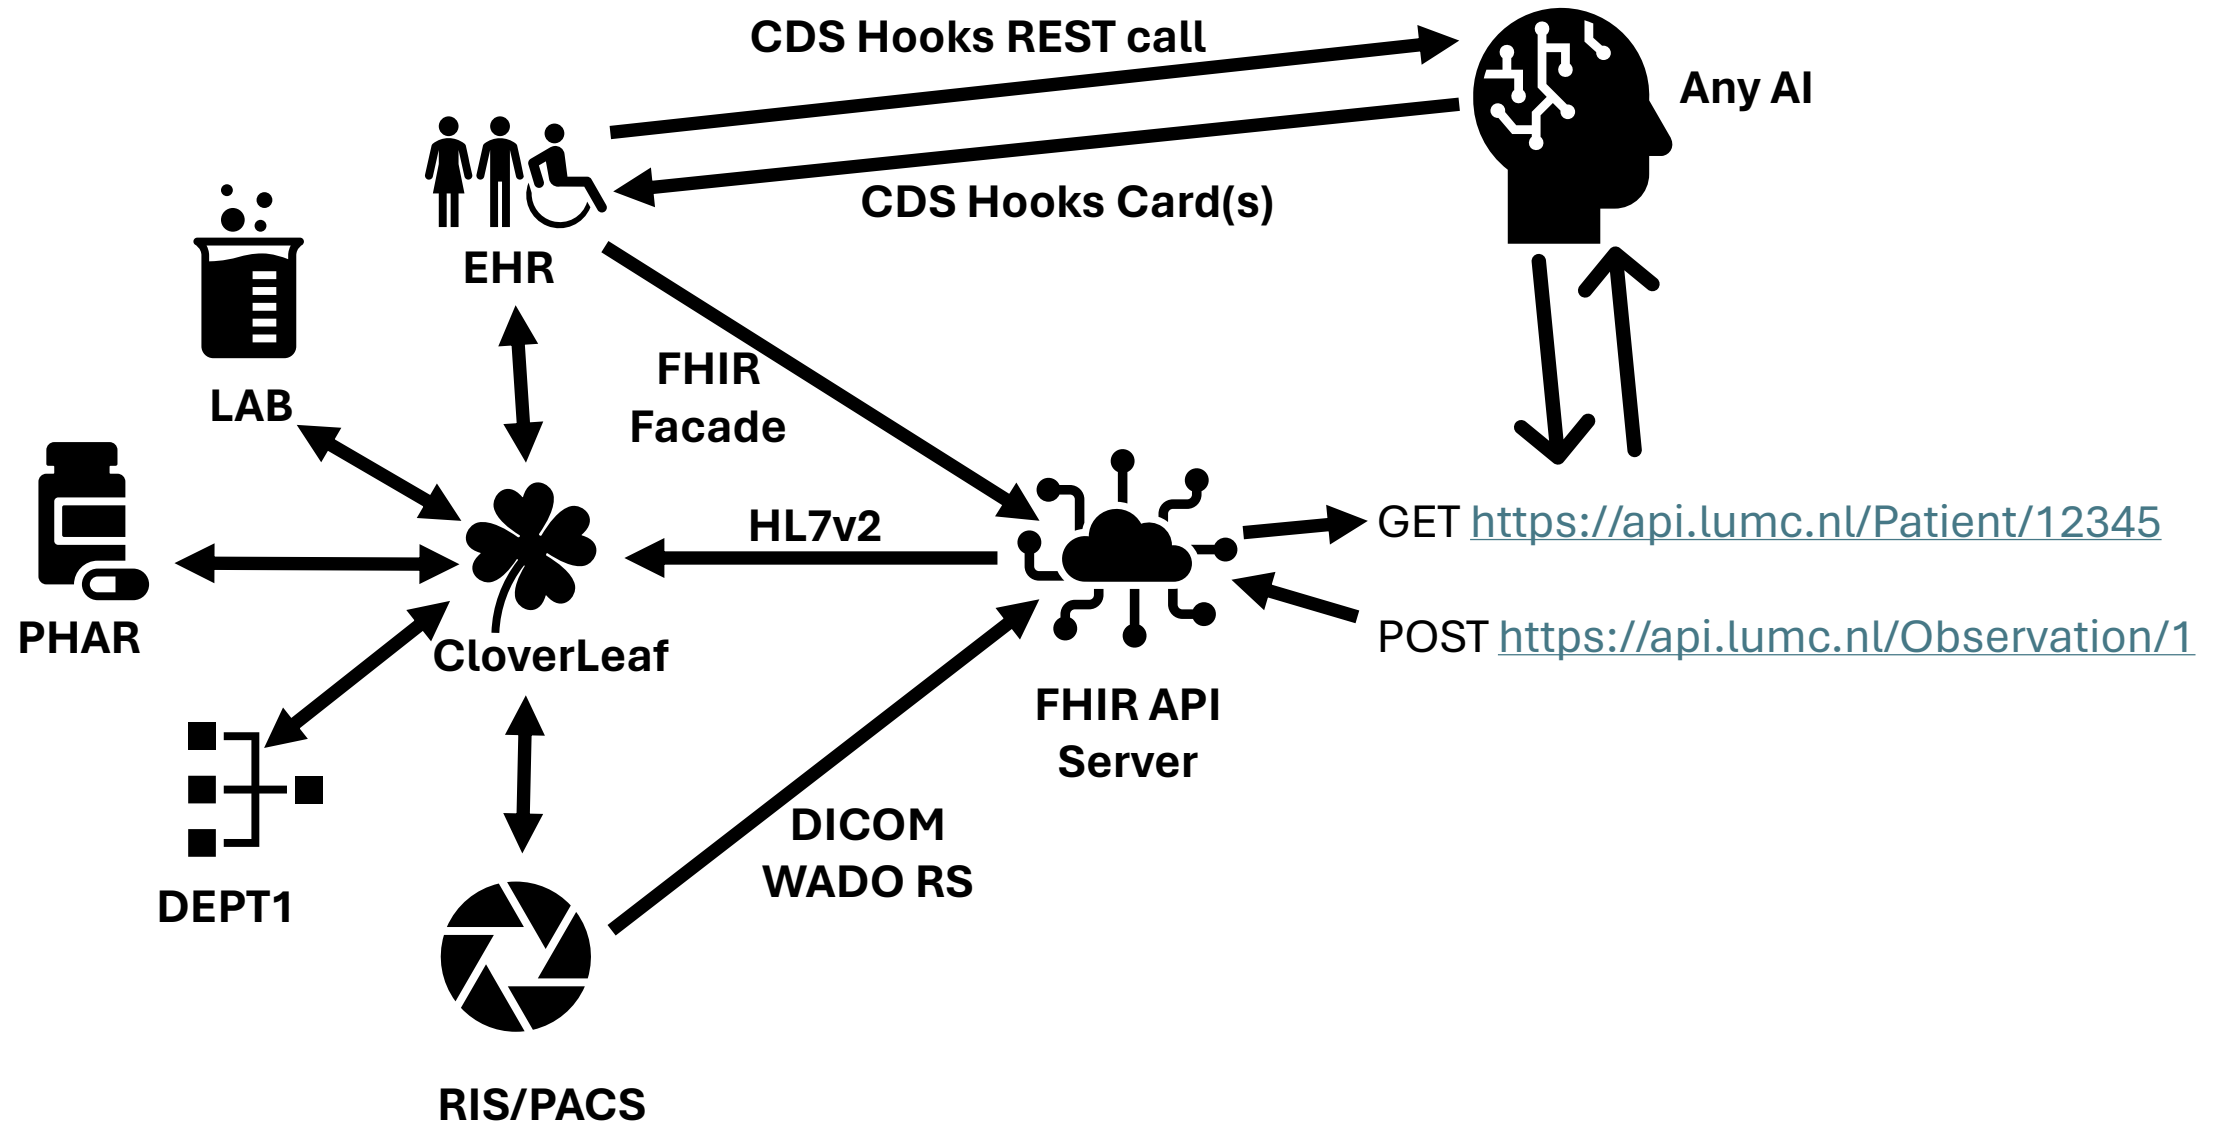 CDS Hooks REST call
Any AI
CDS Hooks Card(s)
EHR
LAB
FHIR
Facade
HL7v2
GET https://api.lumc.nl/Patient/12345
PHAR
CloverLeaf
POST https://api.lumc.nl/Observation/1
FHIR API
Server
DICOM
WADO RS
DEPT1
RIS/PACS